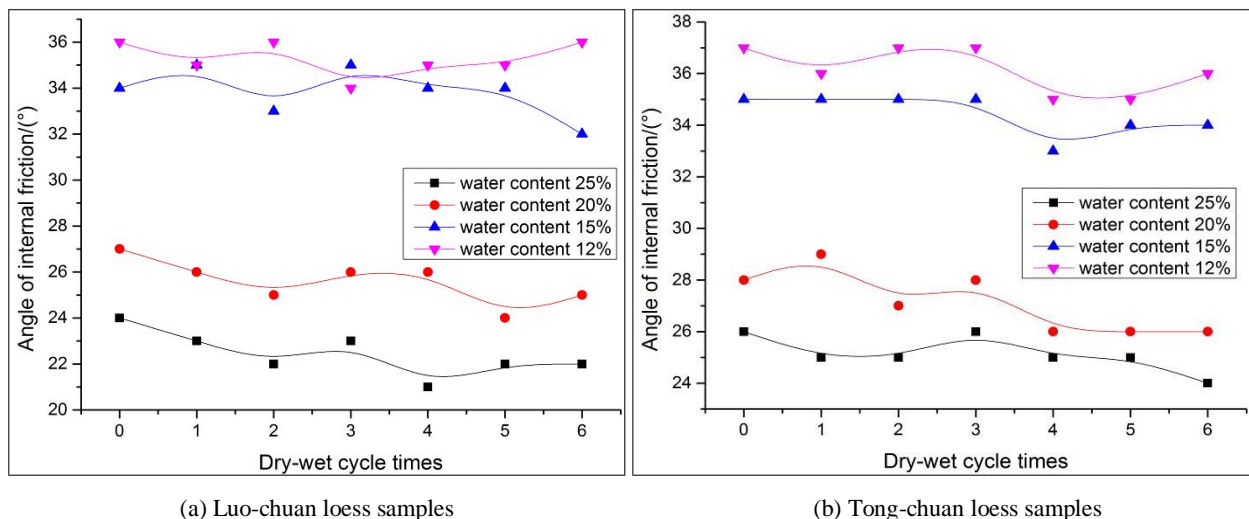 36
34
32
30
28
26
24
22
20
Angle of internal friction/(°)
water content 25%
water content 20%
water content 15%
water content 12%
0 1 2 3 4 5 6
Dry-wet cycle times
(a) Luo-chuan loess samples
38
36
34
32
30
28
26
24
Angle of internal friction/(°)
water content 25%
water content 20%
water content 15%
water content 12%
0 1 2 3 4 5 6
Dry-wet cycle times
(b) Tong-chuan loess samples